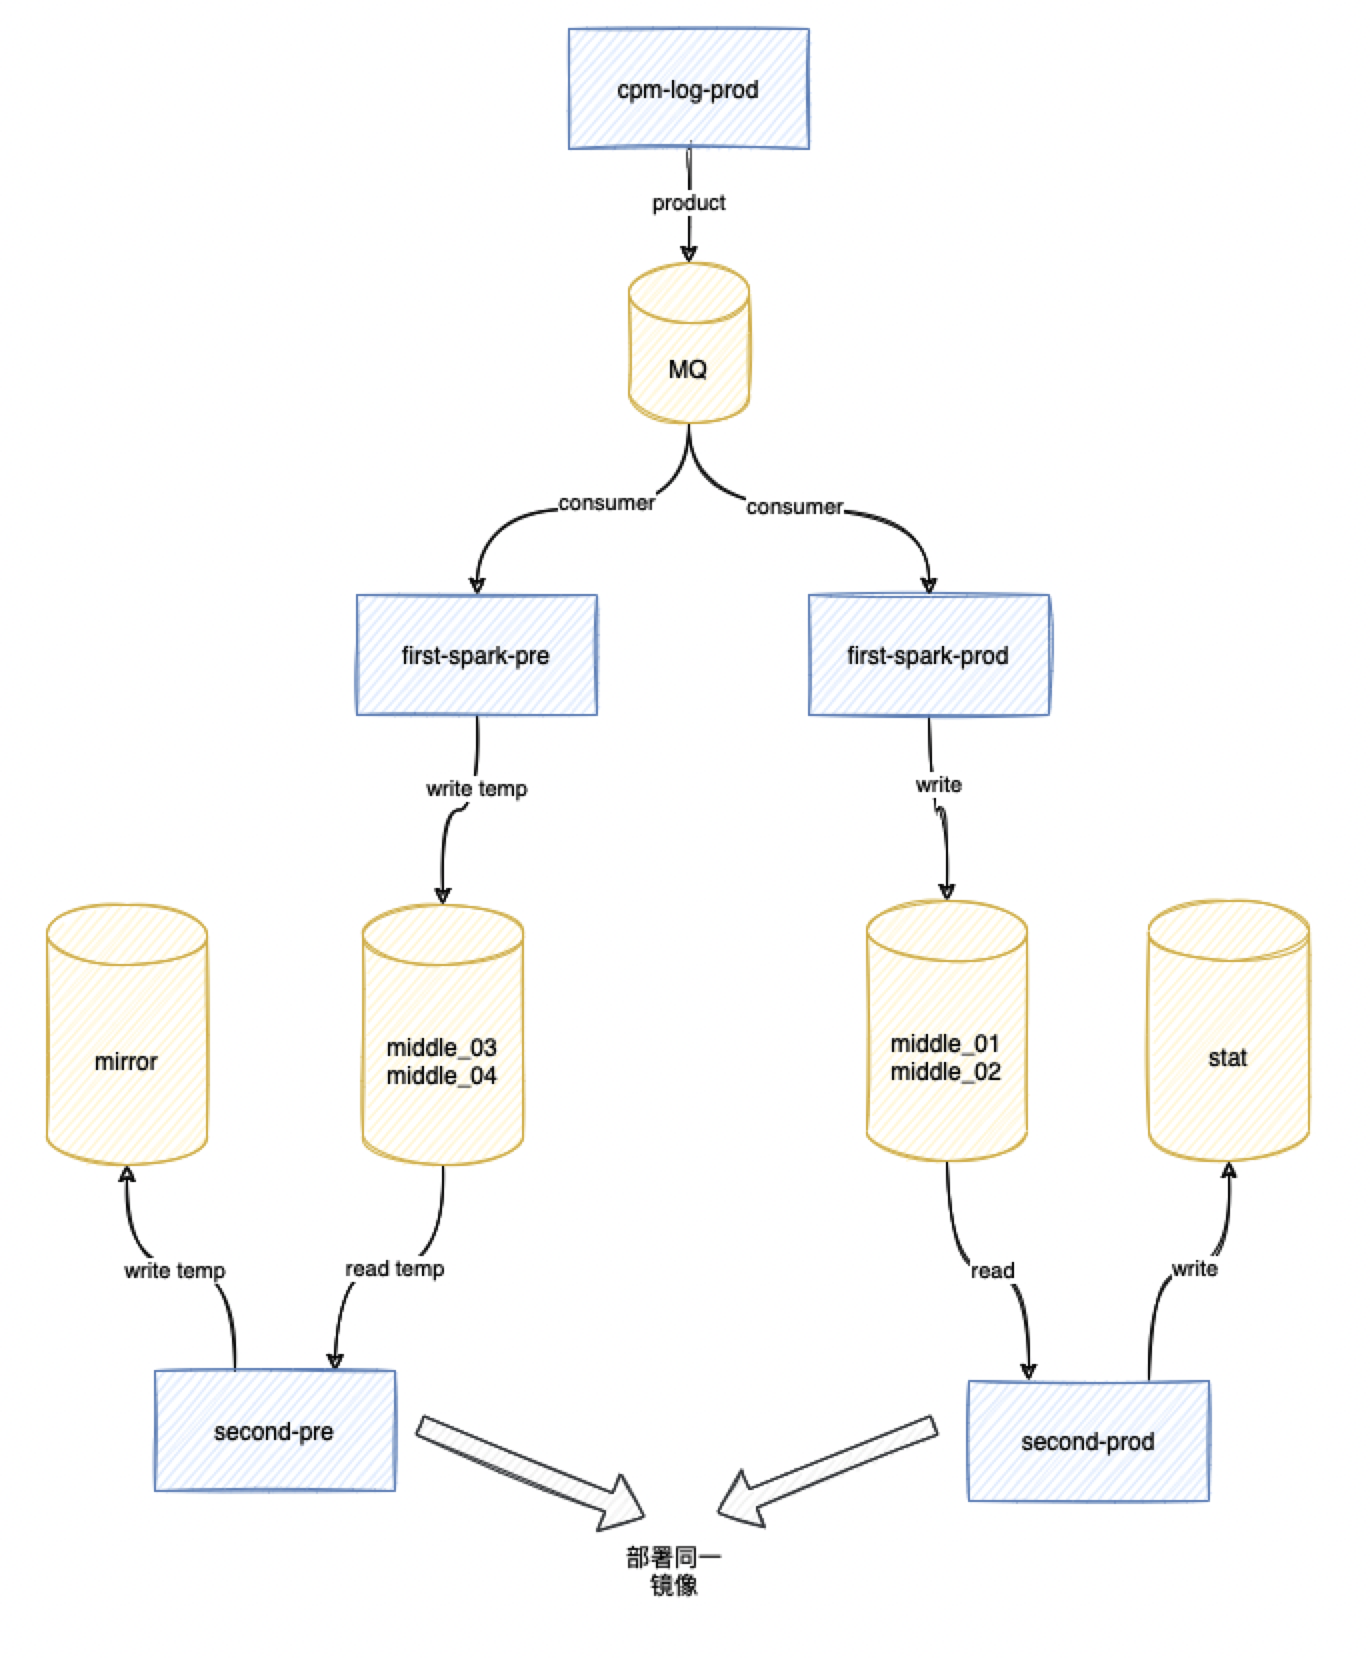 cpm-log-prod
product
MQ
consumer
consumer
first-spark-pre
first-spark-prod
write temp
write
mirror
middle_03
middle_04
middle_01
middle_02
stat
write temp
read temp
read
write
second-pre
second-prod
部署同一
镜像